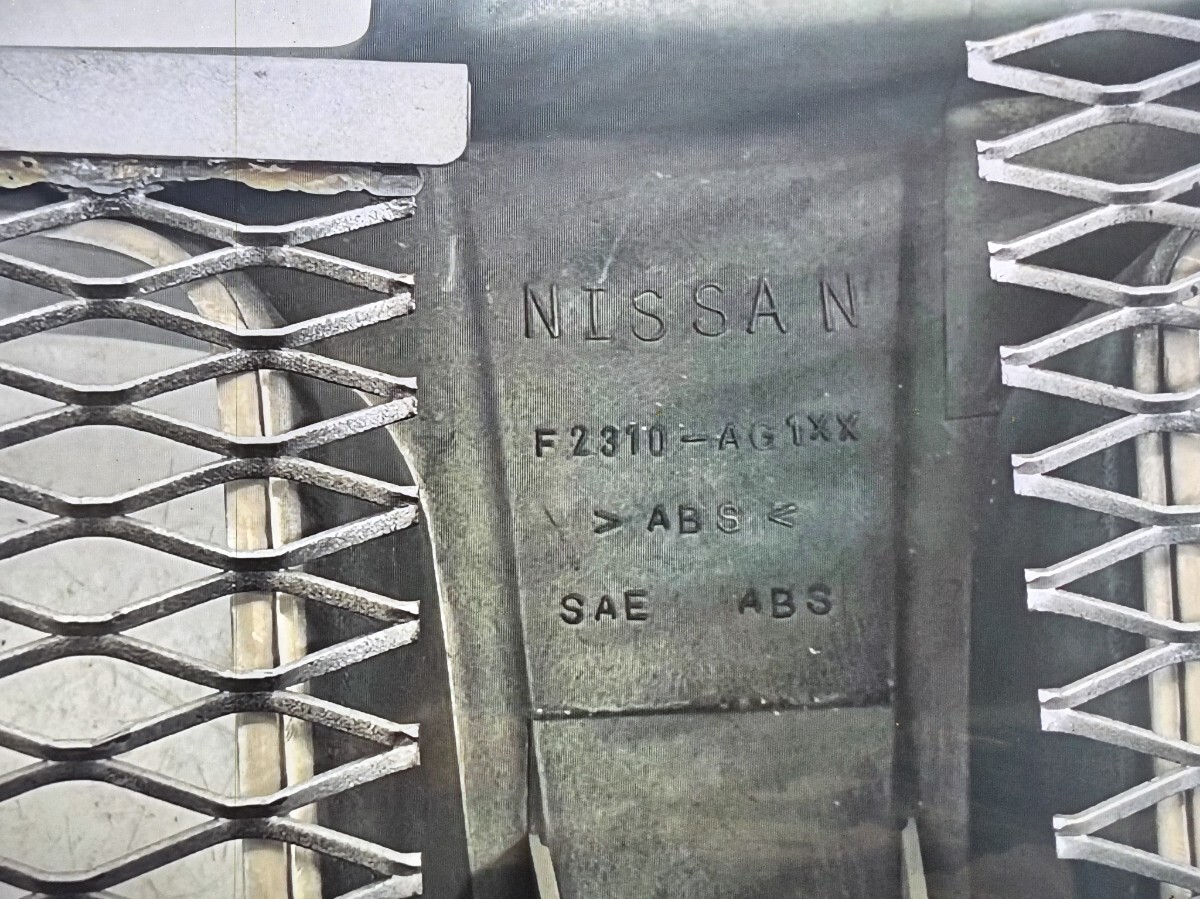 NISSAN
F2310-AG1XX
>ABS<
SAE ABS